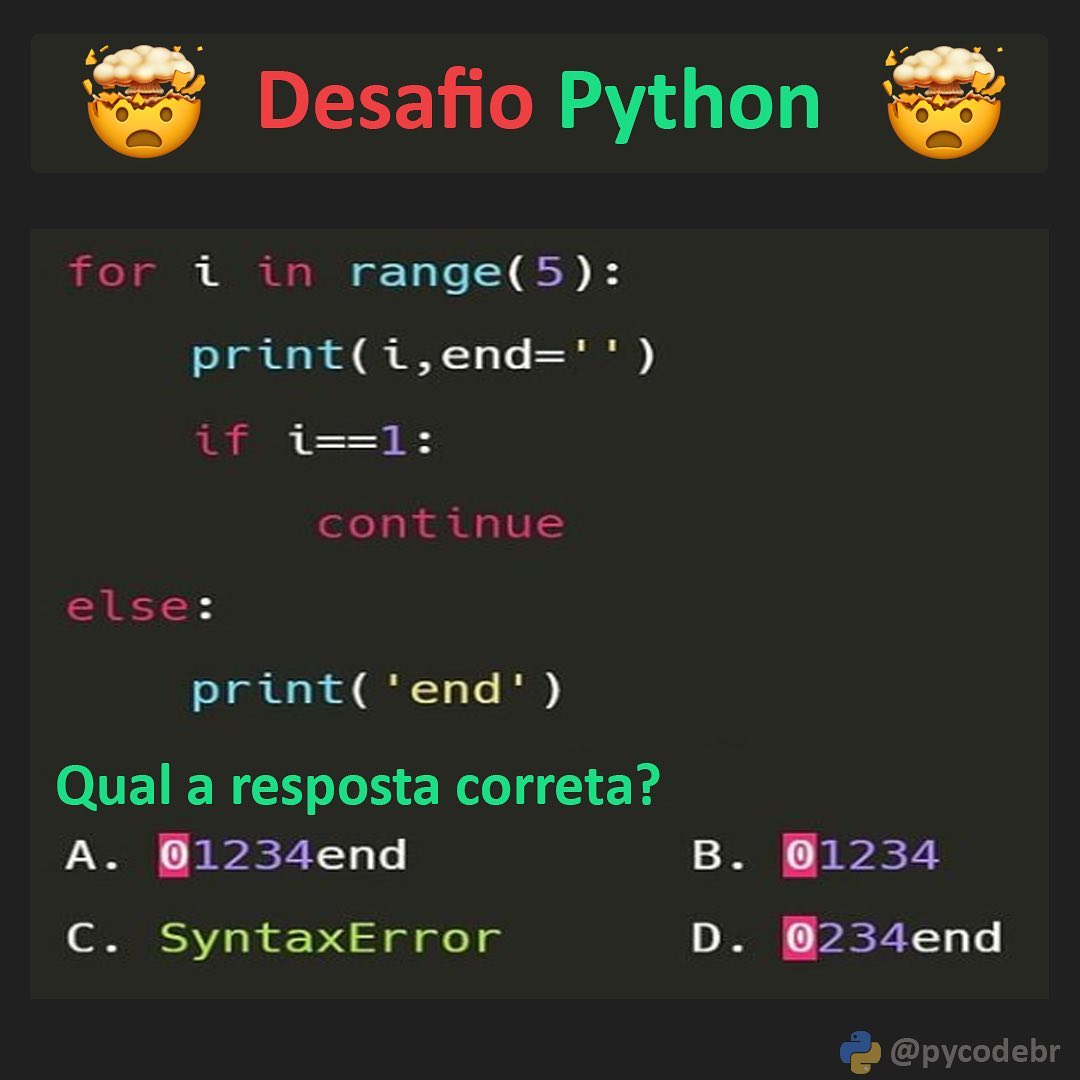 Desafio Python
for i in range(5):
    print(i,end='')
    if i==1:
        continue
else:
    print('end')
Qual a resposta correta?
A. 01234end
B. 01234
C. SyntaxError
D. 0234end
@pycodebr